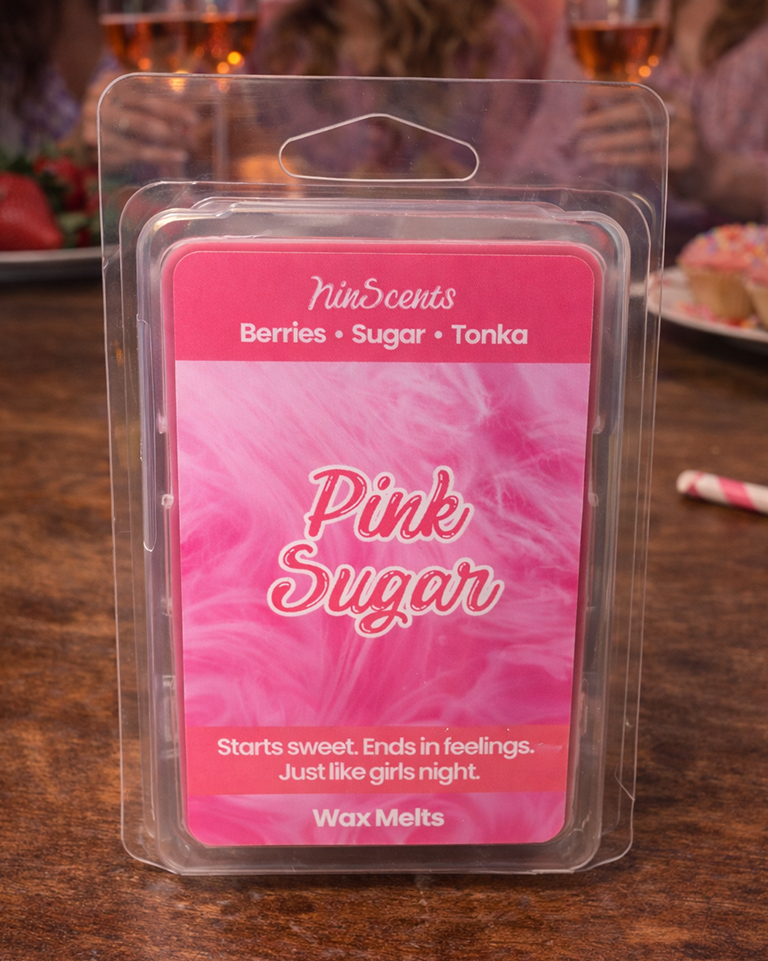 NinScents
Berries • Sugar • Tonka
Pink
Sugar
Starts sweet. Ends in feelings.
Just like girls night.
Wax Melts